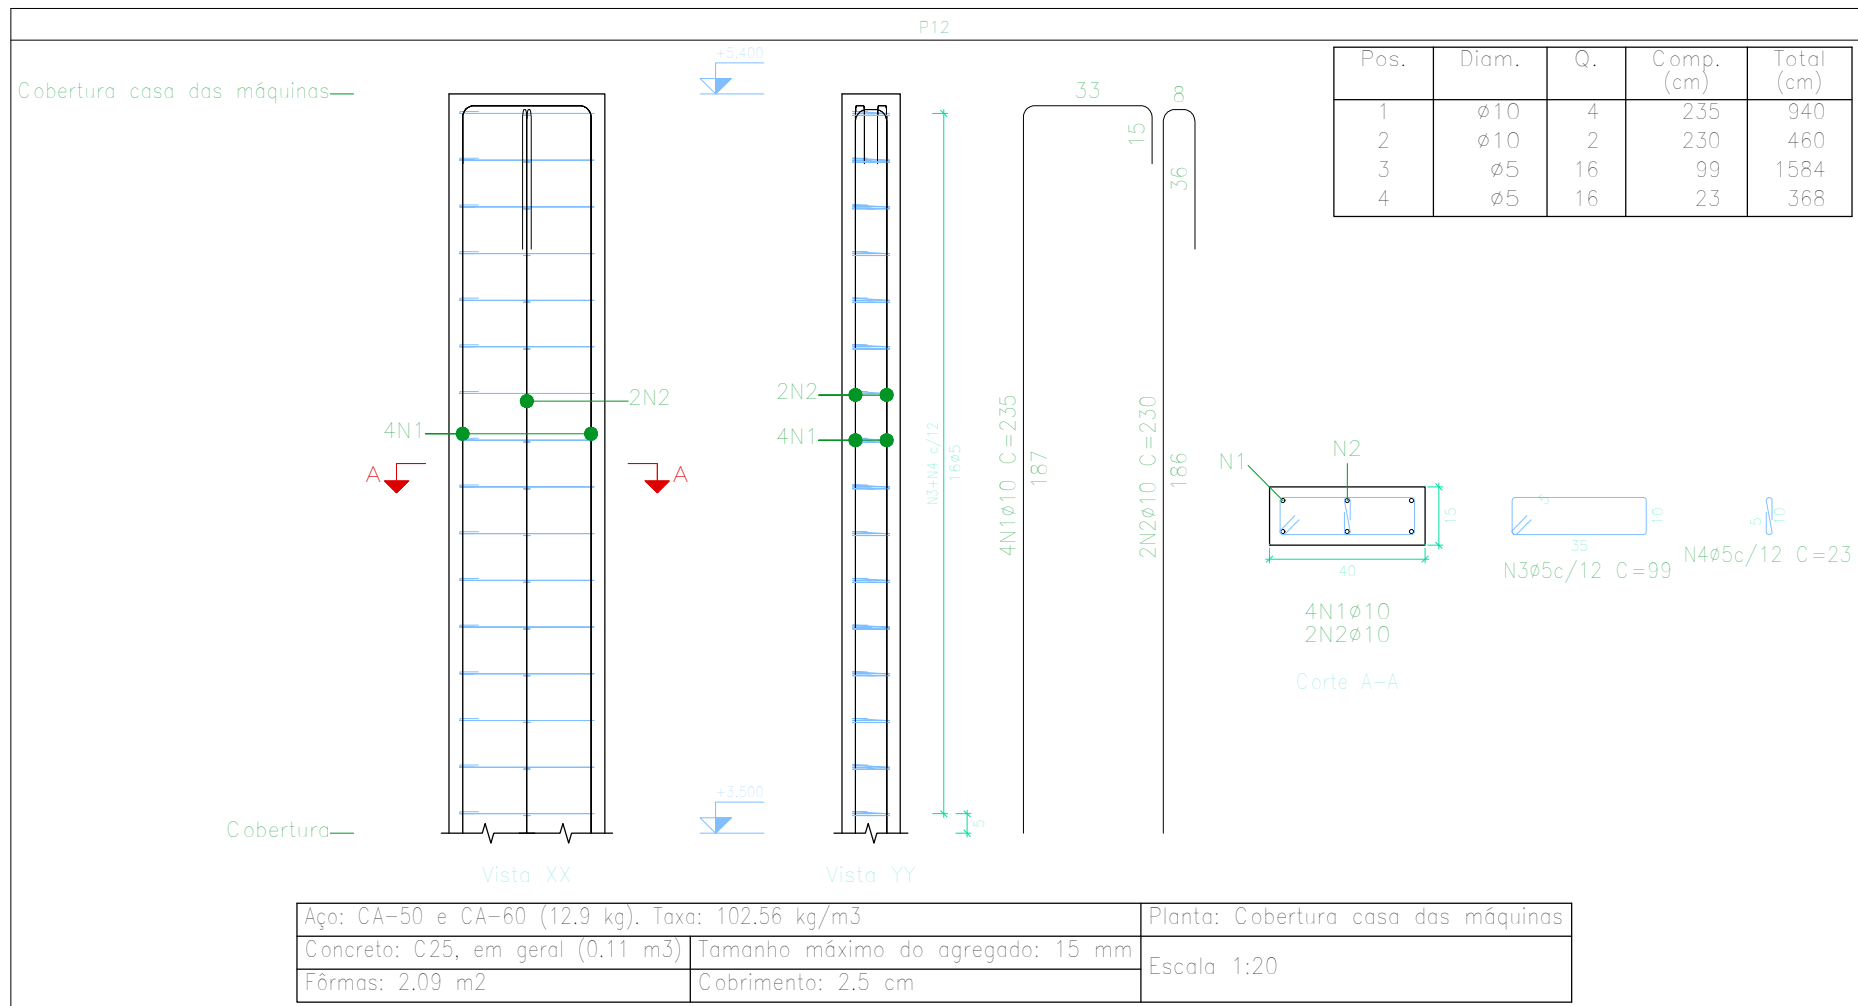 P12
Cobertura casa das máquinas
+5.400
Pos. Diam. Q. Comp. (cm) Total (cm)
1 ø10 4 235 940
2 ø10 2 230 460
3 ø5 16 99 1584
4 ø5 16 23 368
33
8
15
36
2N2
4N1
A
A
2N2
4N1
N3+N4 c/12
16ø5
4N1ø10 C=235
187
2N2ø10 C=230
186
N1
N2
15
40
4N1ø10
2N2ø10
Corte A-A
5
10
35
N3ø5c/12 C=99
5
10
N4ø5c/12 C=23
+3.500
5
Cobertura
Vista XX
Vista YY
Aço: CA-50 e CA-60 (12.9 kg). Taxa: 102.56 kg/m3
Concreto: C25, em geral (0.11 m3)
Tamanho máximo do agregado: 15 mm
Fôrmas: 2.09 m2
Cobrimento: 2.5 cm
Planta: Cobertura casa das máquinas
Escala 1:20